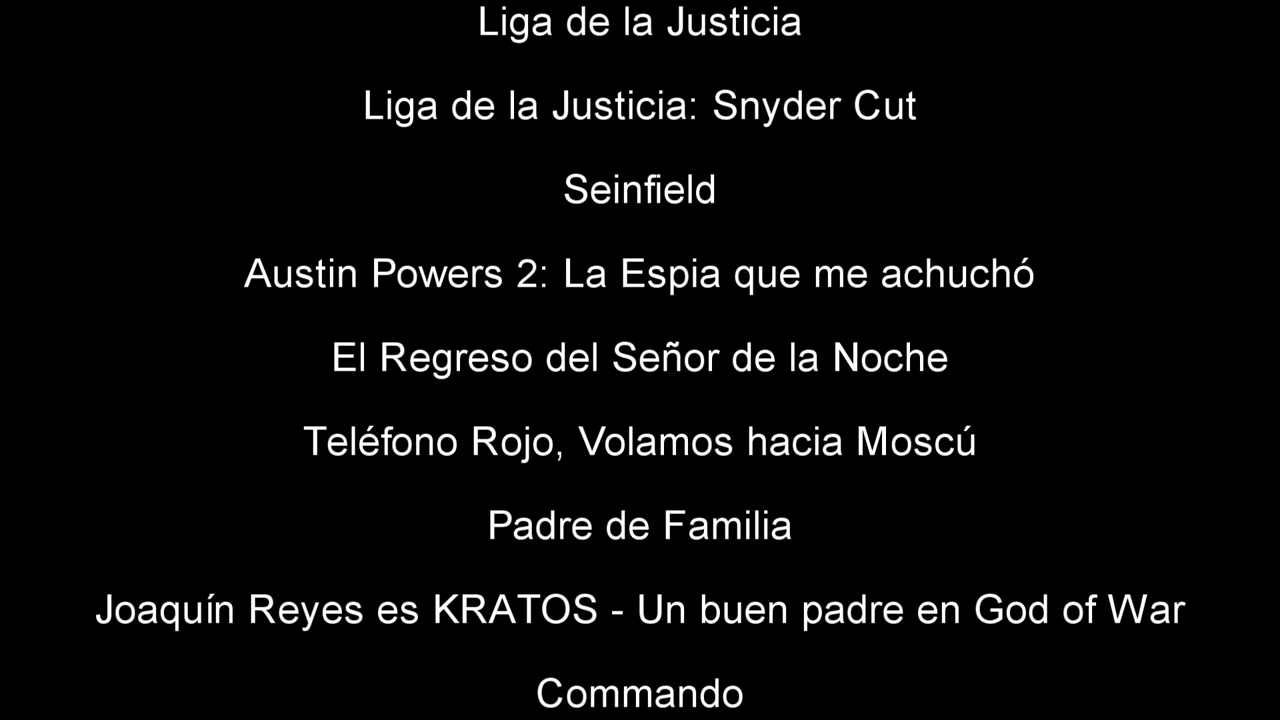 Liga de la Justicia
Liga de la Justicia: Snyder Cut
Seinfield
Austin Powers 2: La Espia que me achuchó
El Regreso del Señor de la Noche
Teléfono Rojo, Volamos hacia Moscú
Padre de Familia
Joaquín Reyes es KRATOS - Un buen padre en God of War
Commando